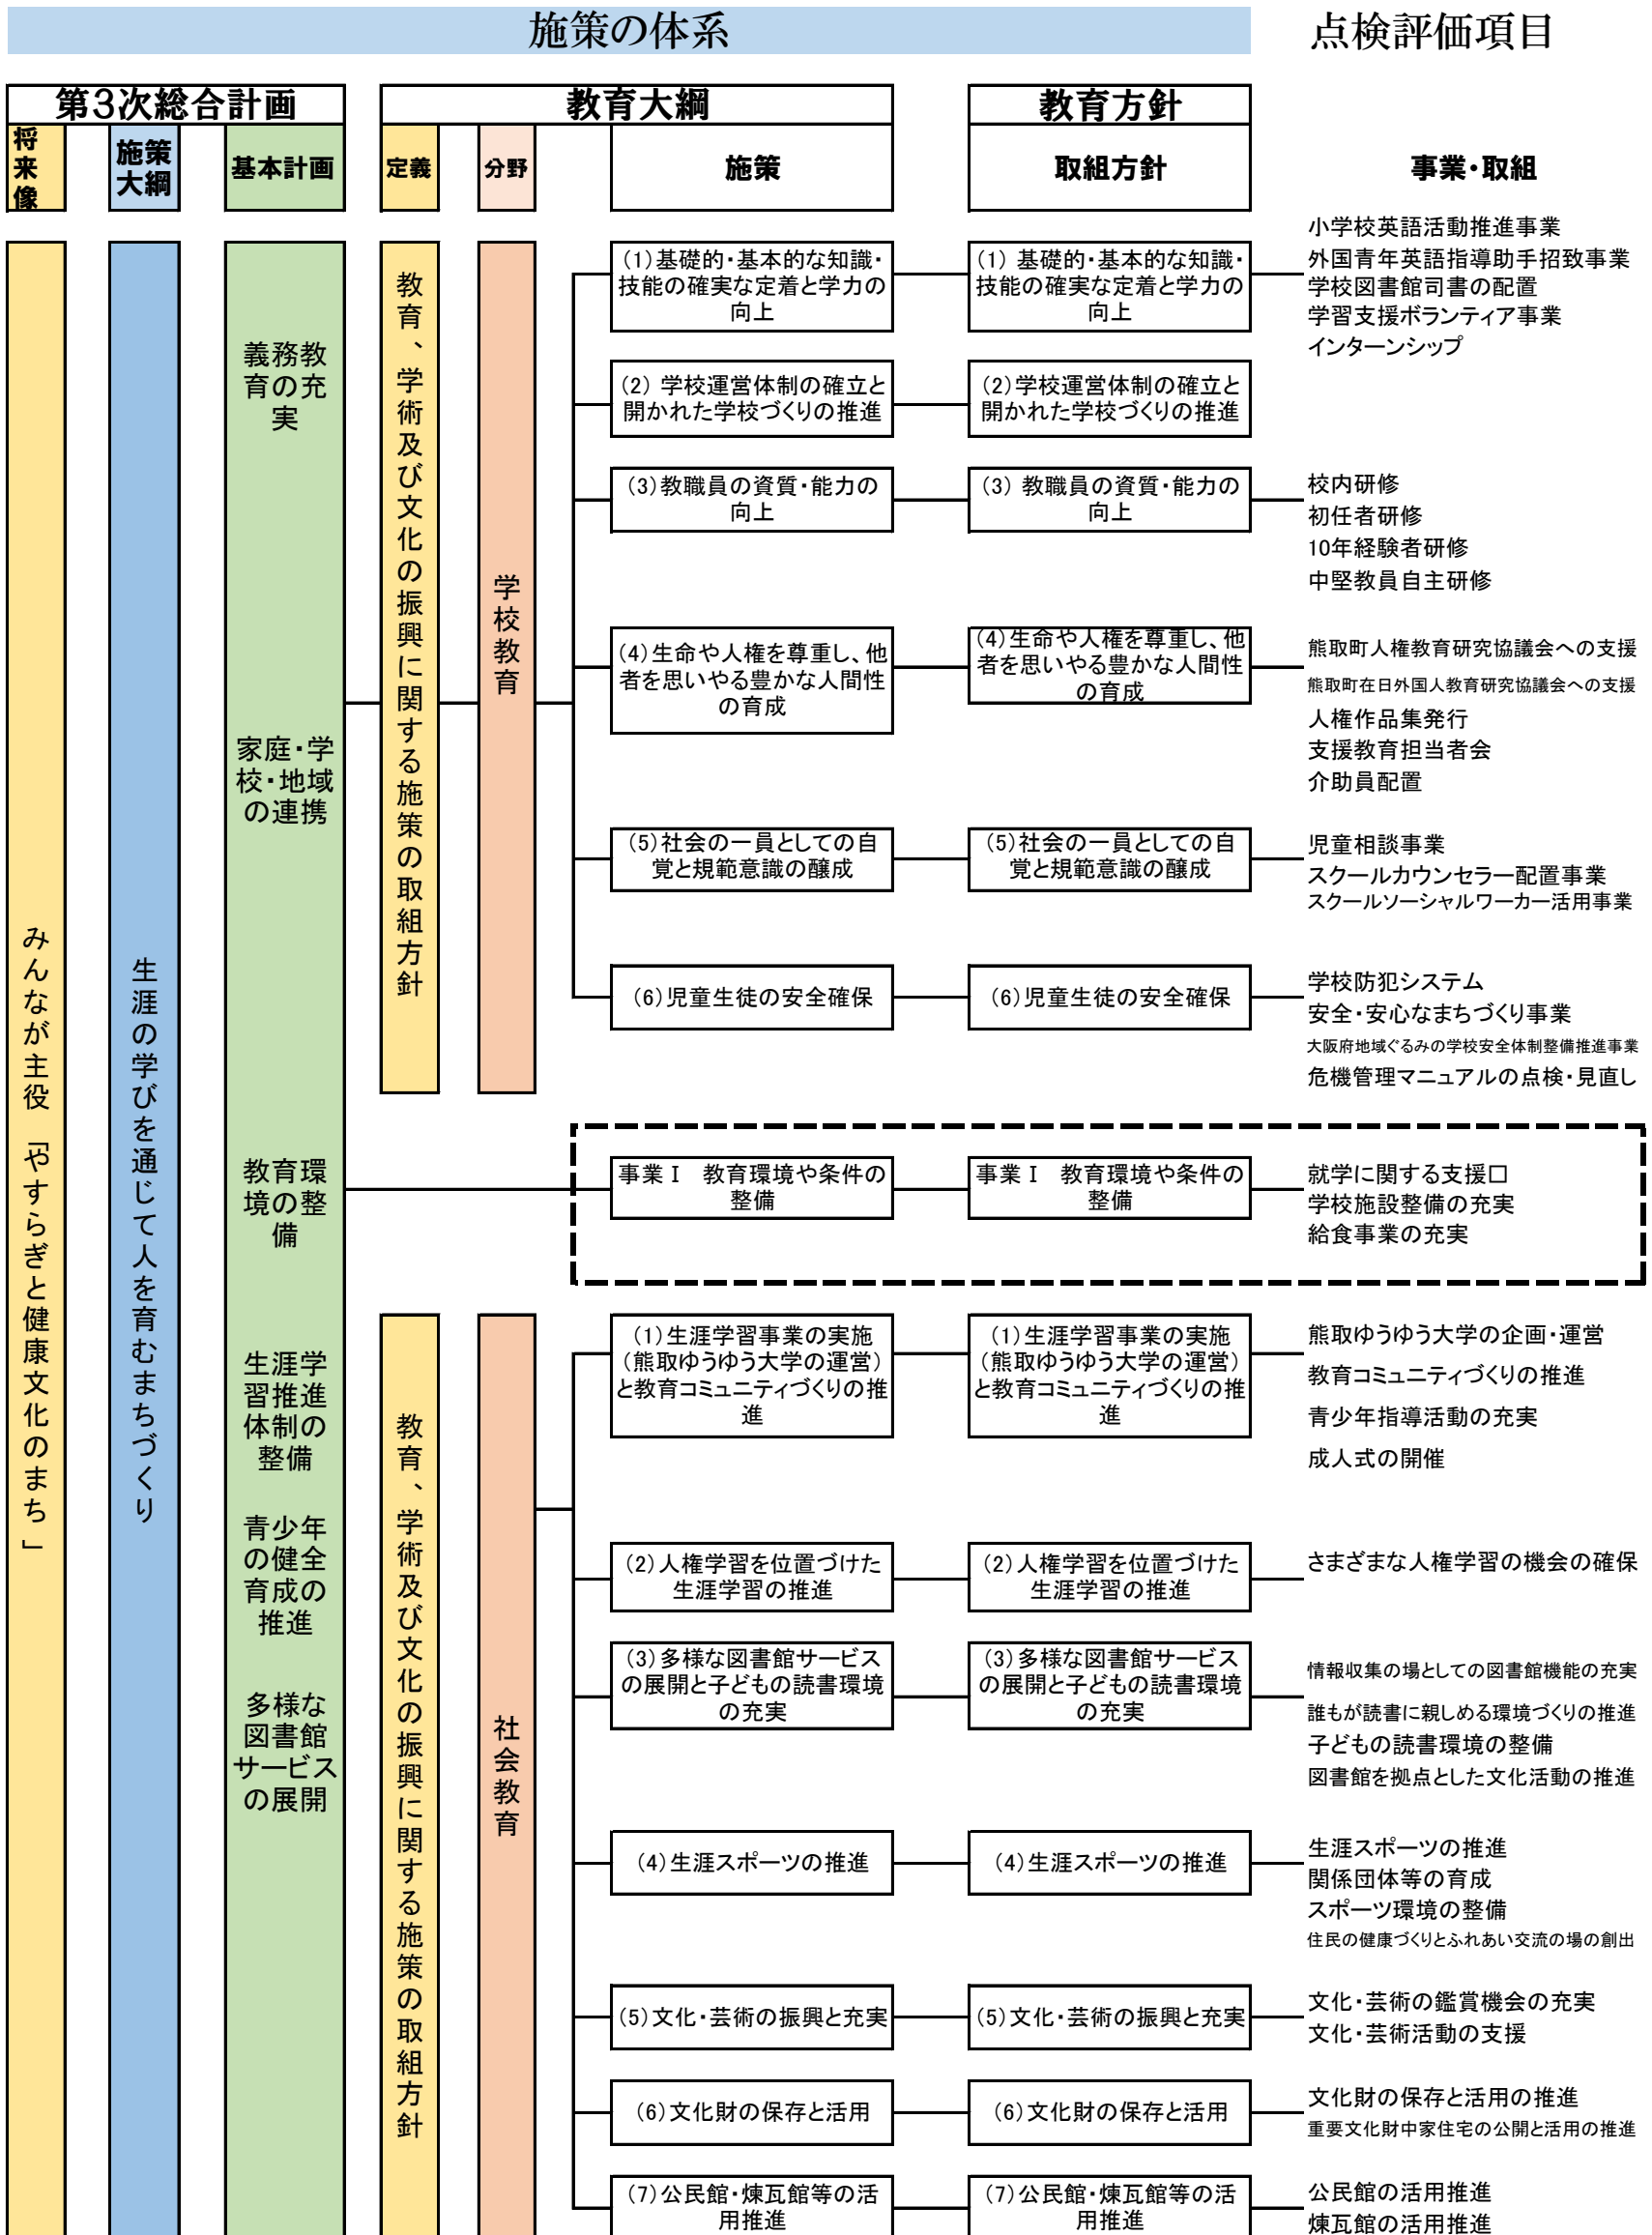 施策の体系
点検評価項目
第3次総合計画
教育大綱
教育方針
将来像
施策
大綱
基本計画
定義
分野
施策
取組方針
事業・取組
みんなが主役 「やすらぎと健康文化のまち」
生涯の学びを通じて人を育むまちづくり
義務教
育の充
実
家庭・学
校・地域
の連携
教育環
境の整
備
生涯学
習推進
体制の
整備
青少年
の健全
育成の
推進
多様な
図書館
サービス
の展開
教育、学術及び文化の振興に関する施策の取組方針
学校教育
(1)基礎的・基本的な知識・
技能の確実な定着と学力の
向上
(1) 基礎的・基本的な知識・
技能の確実な定着と学力の
向上
小学校英語活動推進事業
外国青年英語指導助手招致事業
学校図書館司書の配置
学習支援ボランティア事業
インターンシップ
(2) 学校運営体制の確立と
開かれた学校づくりの推進
(2)学校運営体制の確立と
開かれた学校づくりの推進
(3)教職員の資質・能力の
向上
(3) 教職員の資質・能力の
向上
校内研修
初任者研修
10年経験者研修
中堅教員自主研修
(4)生命や人権を尊重し、他
者を思いやる豊かな人間性
の育成
(4)生命や人権を尊重し、他
者を思いやる豊かな人間性
の育成
熊取町人権教育研究協議会への支援
熊取町在日外国人教育研究協議会への支援
人権作品集発行
支援教育担当者会
介助員配置
(5)社会の一員としての自
覚と規範意識の醸成
(5)社会の一員としての自
覚と規範意識の醸成
児童相談事業
スクールカウンセラー配置事業
スクールソーシャルワーカー活用事業
(6)児童生徒の安全確保
(6)児童生徒の安全確保
学校防犯システム
安全・安心なまちづくり事業
大阪府地域ぐるみの学校安全体制整備推進事業
危機管理マニュアルの点検・見直し
事業Ⅰ 教育環境や条件の
整備
事業Ⅰ 教育環境や条件の
整備
就学に関する支援□
学校施設整備の充実
給食事業の充実
教育、学術及び文化の振興に関する施策の取組方針
社会教育
(1)生涯学習事業の実施
(熊取ゆうゆう大学の運営)
と教育コミュニティづくりの推
進
(1)生涯学習事業の実施
(熊取ゆうゆう大学の運営)
と教育コミュニティづくりの推
進
熊取ゆうゆう大学の企画・運営
教育コミュニティづくりの推進
青少年指導活動の充実
成人式の開催
(2)人権学習を位置づけた
生涯学習の推進
(2)人権学習を位置づけた
生涯学習の推進
さまざまな人権学習の機会の確保
(3)多様な図書館サービス
の展開と子どもの読書環境
の充実
(3)多様な図書館サービス
の展開と子どもの読書環境
の充実
情報収集の場としての図書館機能の充実
誰もが読書に親しめる環境づくりの推進
子どもの読書環境の整備
図書館を拠点とした文化活動の推進
(4)生涯スポーツの推進
(4)生涯スポーツの推進
生涯スポーツの推進
関係団体等の育成
スポーツ環境の整備
住民の健康づくりとふれあい交流の場の創出
(5)文化・芸術の振興と充実
(5)文化・芸術の振興と充実
文化・芸術の鑑賞機会の充実
文化・芸術活動の支援
(6)文化財の保存と活用
(6)文化財の保存と活用
文化財の保存と活用の推進
重要文化財中家住宅の公開と活用の推進
(7)公民館・煉瓦館等の活
用推進
(7)公民館・煉瓦館等の活
用推進
公民館の活用推進
煉瓦館の活用推進